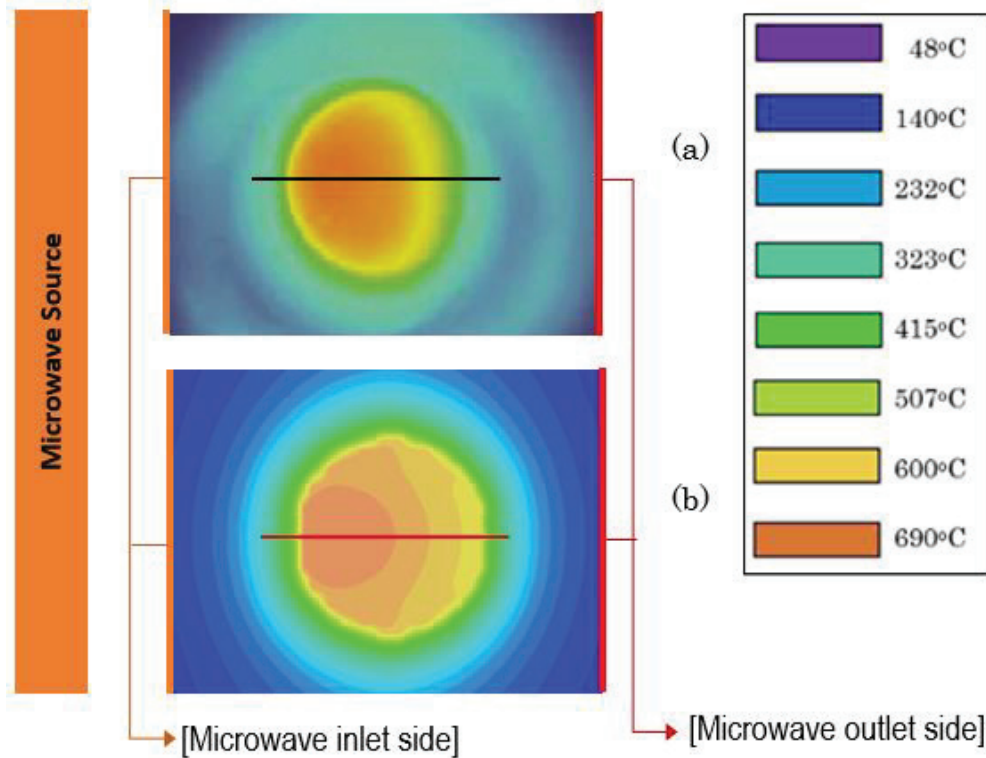 Microwave Source
(a)
(b)
48°C
140°C
232°C
323°C
415°C
507°C
600°C
690°C
[Microwave inlet side]
[Microwave outlet side]